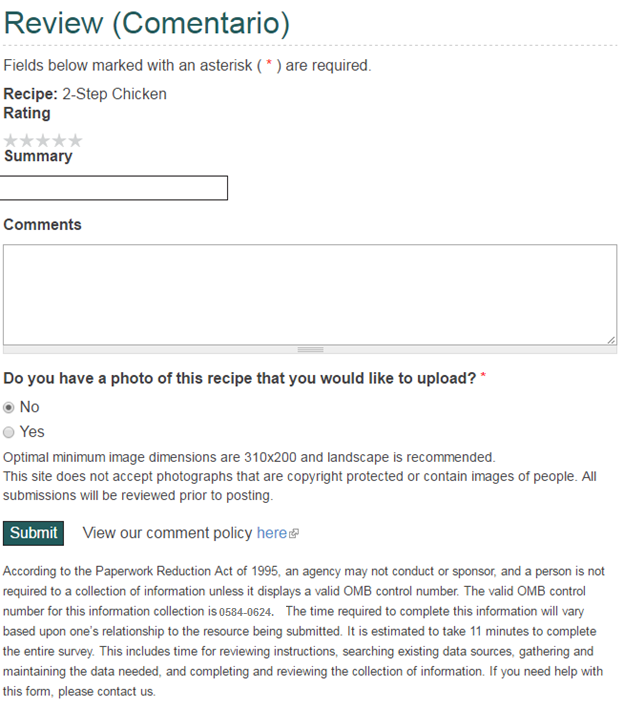 Review (Comentario)
Fields below marked with an asterisk ( * ) are required.
Recipe: 2-Step Chicken
Rating
Summary
Comments
Do you have a photo of this recipe that you would like to upload? *
No
Yes
Optimal minimum image dimensions are 310x200 and landscape is recommended.
This site does not accept photographs that are copyright protected or contain images of people. All
submissions will be reviewed prior to posting.
Submit View our comment policy here
According to the Paperwork Reduction Act of 1995, an agency may not conduct or sponsor, and a person is not
required to a collection of information unless it displays a valid OMB control number. The valid OMB control
number for this information collection is 0584-0624. The time required to complete this information will vary
based upon one's relationship to the resource being submitted. It is estimated to take 11 minutes to complete
the entire survey. This includes time for reviewing instructions, searching existing data sources, gathering and
maintaining the data needed, and completing and reviewing the collection of information. If you need help with
this form, please contact us.